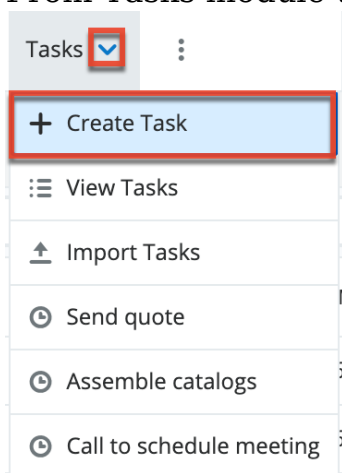 From Tasks module
Tasks
Create Task
View Tasks
Import Tasks
Send quote
Assemble catalogs
Call to schedule meeting